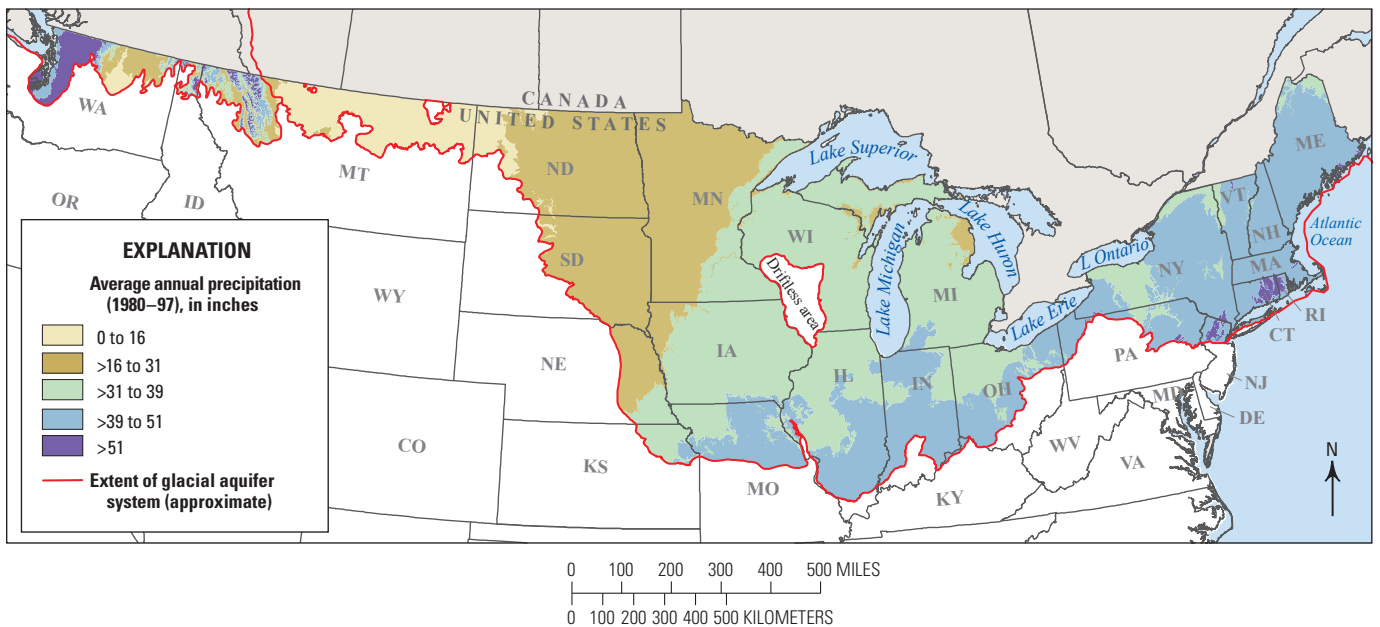 CANADA
UNITED STATES
WA
OR
ID
MT
ND
MN
SD
WY
NE
IA
CO
KS
MO
WI
Driftless area
IL
IN
MI
OH
KY
WV
VA
PA
MD
DE
NJ
NY
CT
RI
MA
NH
VT
ME
Lake Superior
Lake Michigan
Lake Huron
Lake Erie
L Ontario
Atlantic
Ocean
EXPLANATION
Average annual precipitation
(1980–97), in inches
0 to 16
>16 to 31
>31 to 39
>39 to 51
>51
Extent of glacial aquifer
system (approximate)
N
0 100 200 300 400 500 MILES
0 100 200 300 400 500 KILOMETERS